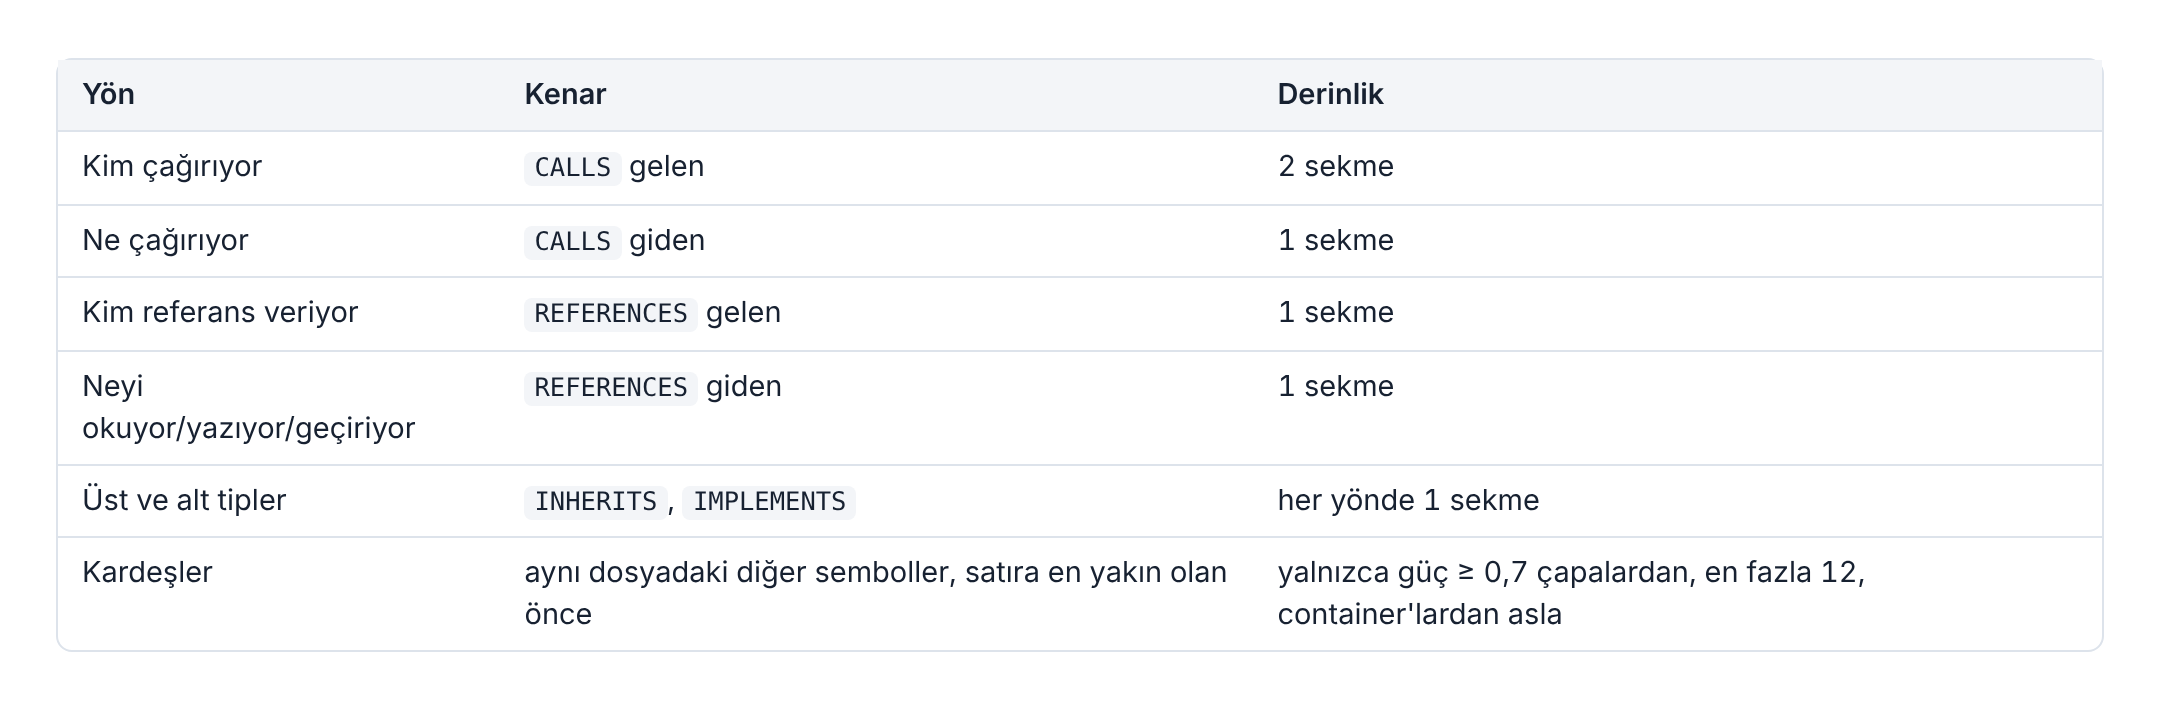 Yön Kenar Derinlik
Kim çağırıyor CALLS gelen 2 sekme
Ne çağırıyor CALLS giden 1 sekme
Kim referans veriyor REFERENCES gelen 1 sekme
Neyi REFERENCES giden 1 sekme
okuyor/yazıyor/geçiriyor
Üst ve alt tipler INHERITS, IMPLEMENTS her yönde 1 sekme
Kardeşler aynı dosyadaki diğer semboller, satıra en yakın olan yalnızca güç ≥ 0,7 çapalardan, en fazla 12,
önce container'lardan asla